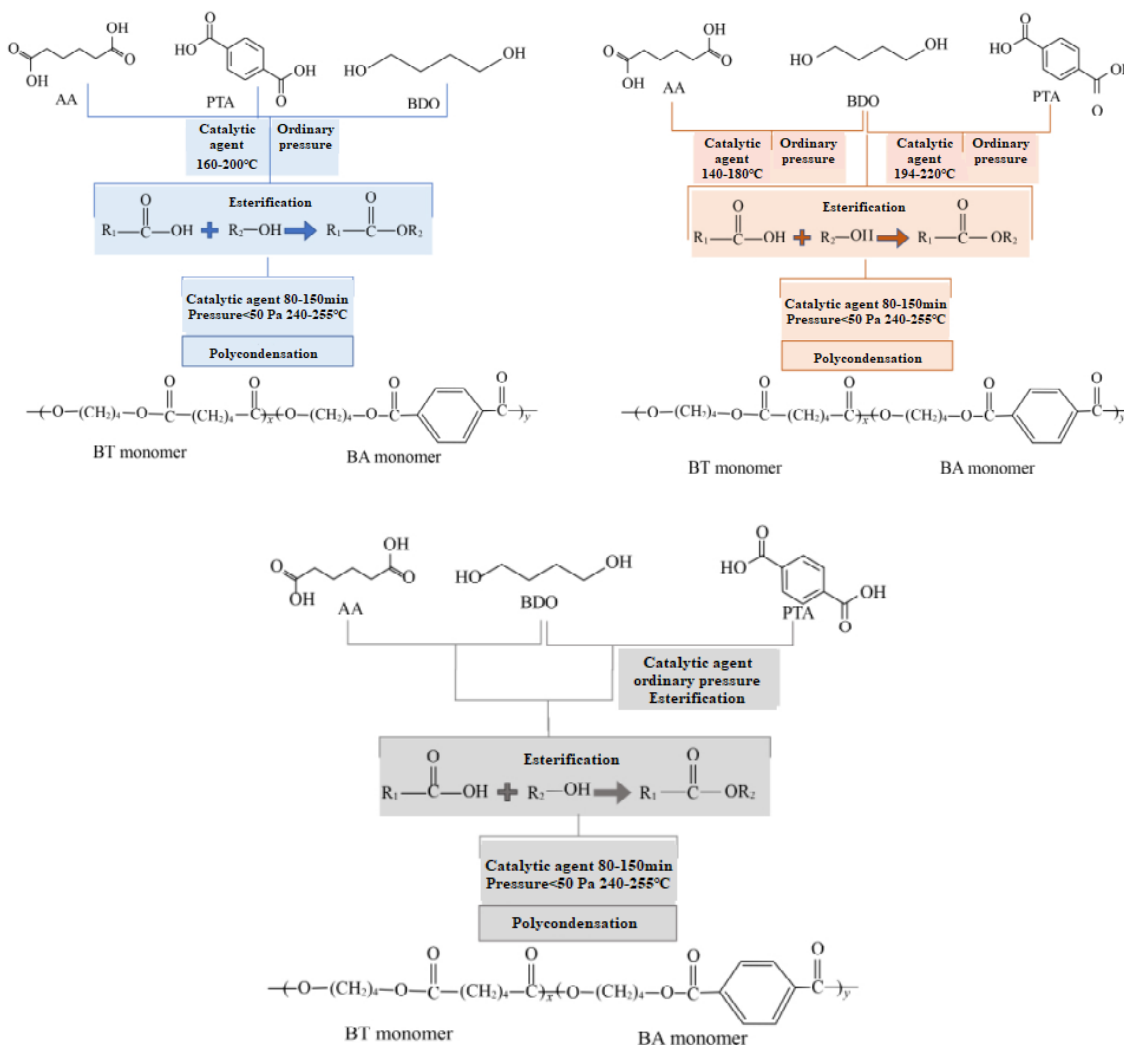 O
OH
OH
O
AA
HO
O
OH
O
PTA
HO
OH
BDO
Catalytic
agent
160-200℃
Ordinary
pressure
Esterification
O
R₁—C—OH + R₂—OH → R₁—C—OR₂
O
Catalytic agent 80-150min
Pressure<50 Pa 240-255℃
Polycondensation
O O O O
—(O—(CH₂)₄—O—C—(CH₂)₄—C)x(O—(CH₂)₄—O—C C)y—
BT monomer
BA monomer
OH
O
O
OH
AA
HO
OH
BDO
O
HO
OH
O
PTA
Catalytic
agent
140-180℃
Ordinary
pressure
Catalytic
agent
194-220℃
Ordinary
pressure
Esterification
O
R₁—C—OH + R₂—OH → R₁—C—OR₂
O
Catalytic agent 80-150min
Pressure<50 Pa 240-255℃
Polycondensation
O O O O
—(O—(CH₂)₄—O—C—(CH₂)₄—C)x(O—(CH₂)₄—O—C C)y—
BT monomer
BA monomer
OH
O
O
OH
AA
HO
OH
BDO
O
HO
OH
O
PTA
Catalytic agent
ordinary pressure
Esterification
Esterification
O
R₁—C—OH + R₂—OH → R₁—C—OR₂
O
Catalytic agent 80-150min
Pressure<50 Pa 240-255℃
Polycondensation
O O O O
—(O—(CH₂)₄—O—C—(CH₂)₄—C)x(O—(CH₂)₄—O—C C)y—
BT monomer
BA monomer